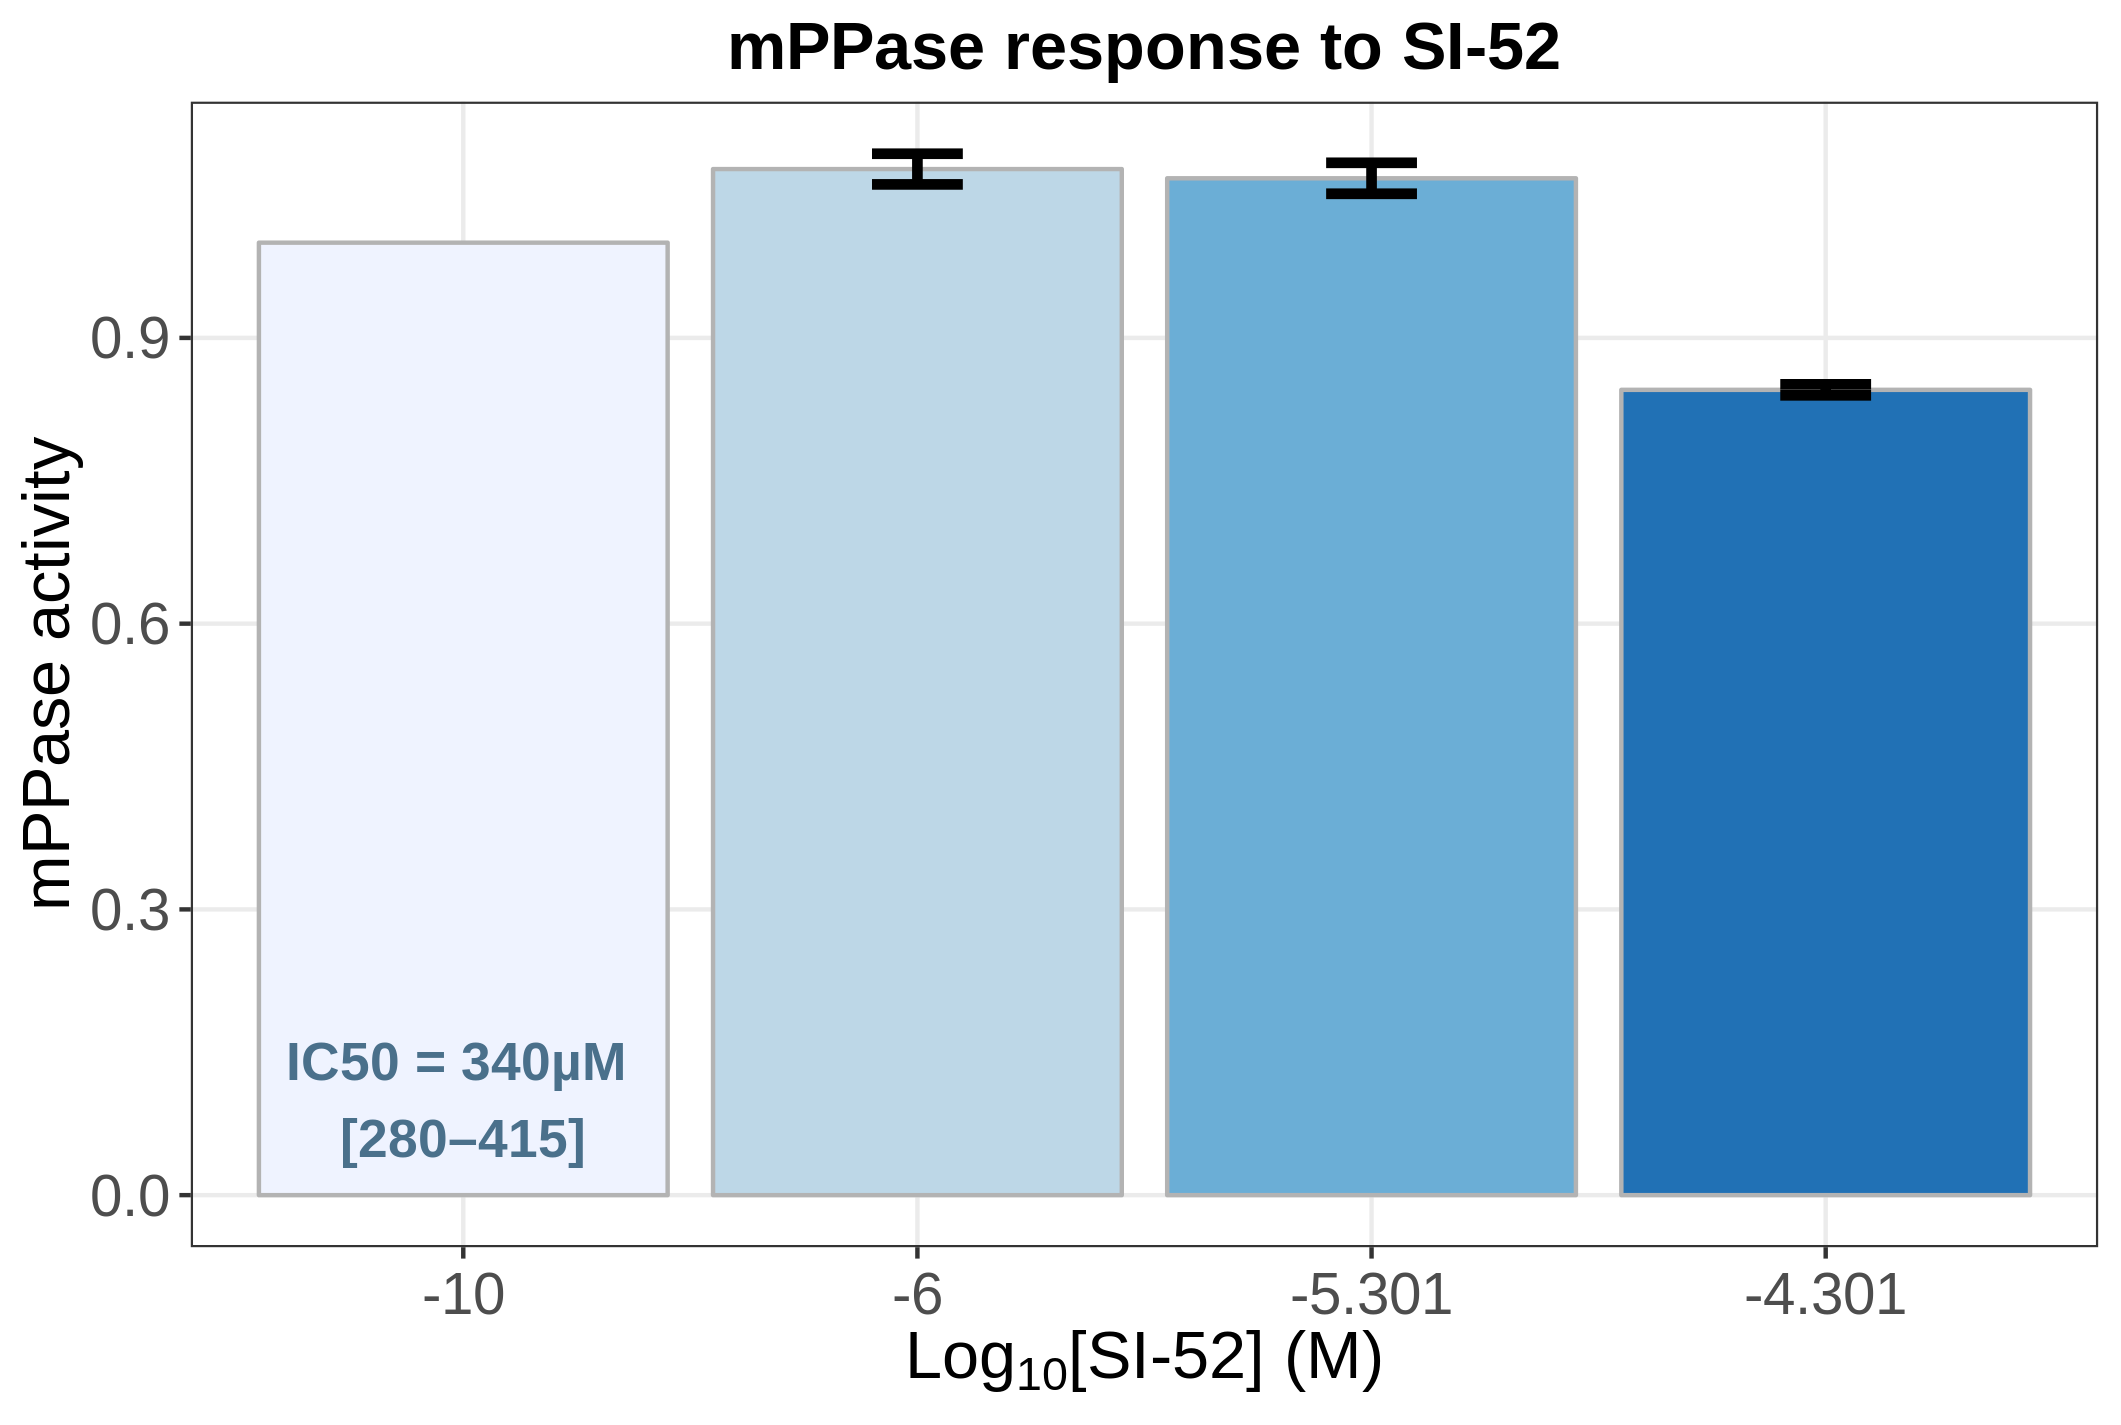 mPPase response to SI-52
mPPase activity
0.9
0.6
0.3
0.0
IC50 = 340µM
[280–415]
-10 -6 -5.301 -4.301
Log₁₀[SI-52] (M)